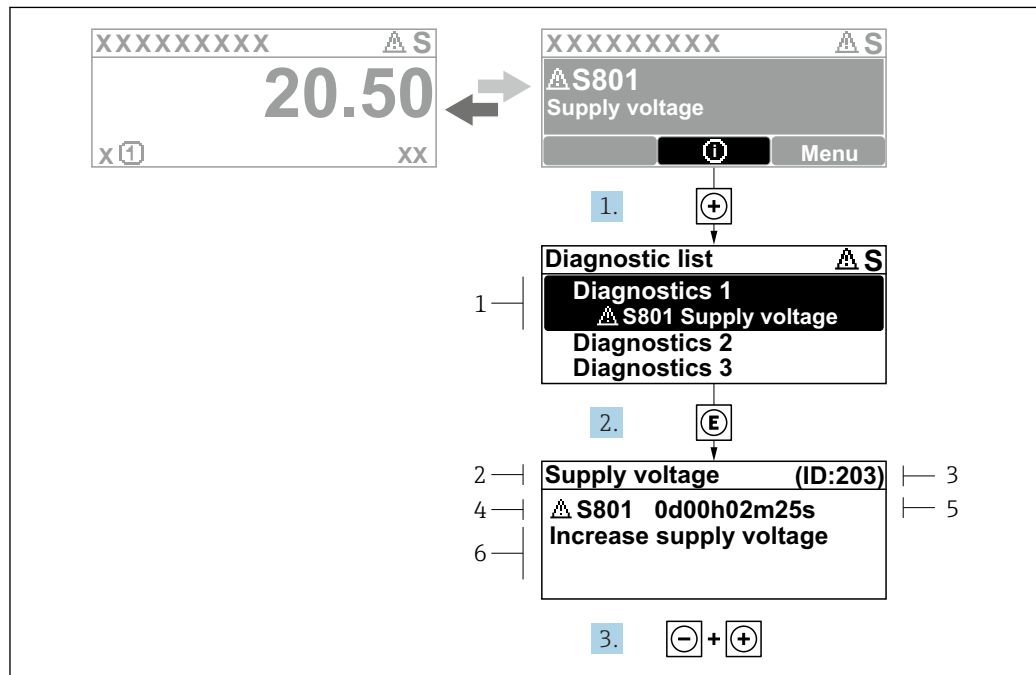 XXXXXXXXX ⚠ S
20.50
x ① xx
XXXXXXXXX ⚠ S
⚠ S801
Supply voltage
ⓘ Menu
1. +
Diagnostic list ⚠ S
1
Diagnostics 1
⚠ S801 Supply voltage
Diagnostics 2
Diagnostics 3
2. E
2 Supply voltage (ID:203) 3
4 ⚠ S801 0d00h02m25s 5
6 Increase supply voltage
3. - + +